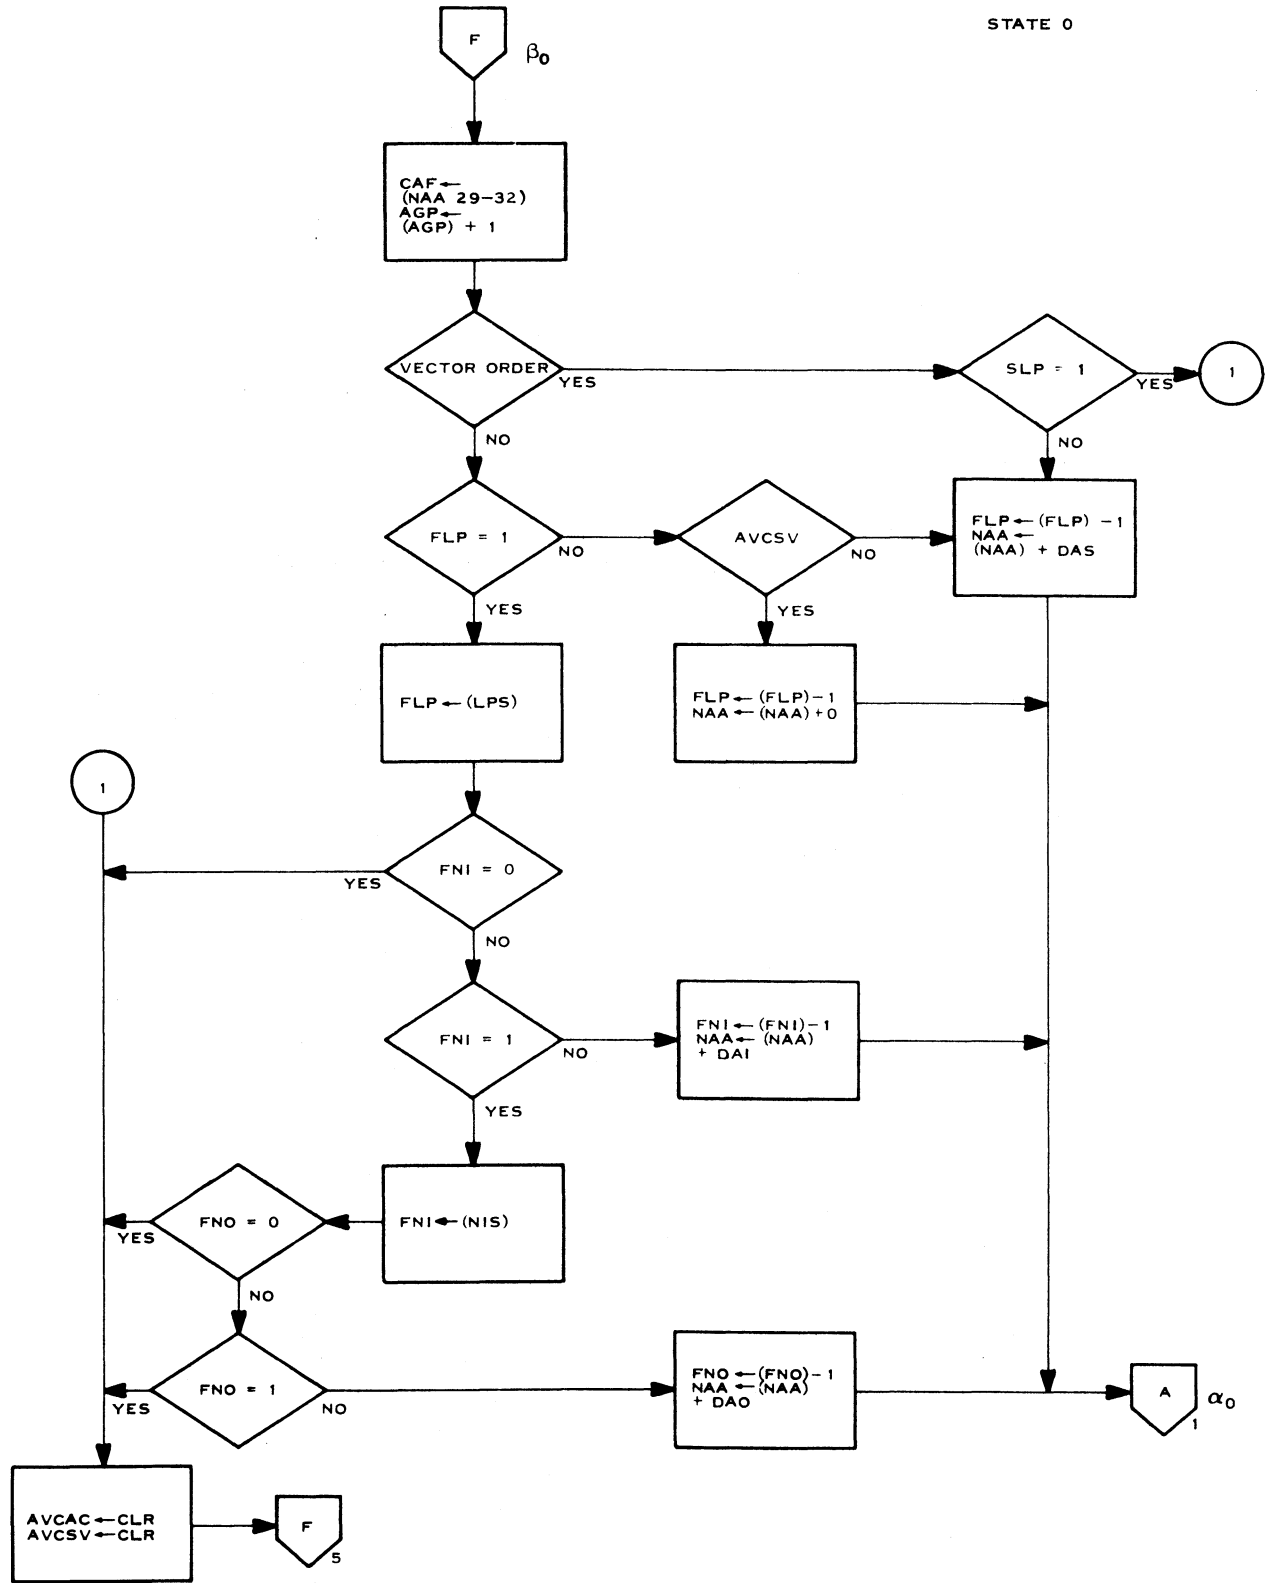 STATE 0
F
β0
CAF←
(NAA 29-32)
AGP←
(AGP) + 1
VECTOR ORDER
YES
NO
SLP = 1
YES
1
NO
FLP = 1
NO
YES
AVCSV
NO
YES
FLP←(FLP) -1
NAA←
(NAA) + DAS
FLP←(LPS)
FLP←(FLP)-1
NAA←(NAA)+0
1
FNI = 0
YES
NO
FNI = 1
NO
YES
FNI←(FNI)-1
NAA←(NAA)
+ DAI
FNI←(NIS)
FNO = 0
YES
NO
FNO = 1
YES
NO
FNO←(FNO)-1
NAA←(NAA)
+ DAO
A
1
α0
AVCAC←CLR
AVCSV←CLR
F
5